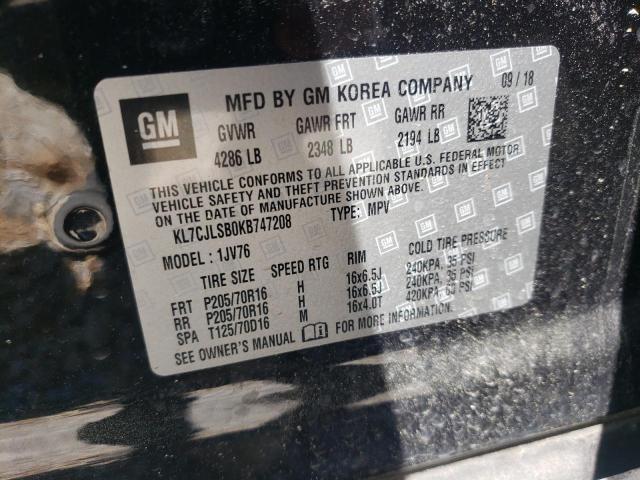 GM
MFD BY GM KOREA COMPANY 09/18
GVWR GAWR FRT GAWR RR
4286 LB 2348 LB 2194 LB
THIS VEHICLE CONFORMS TO ALL APPLICABLE U.S. FEDERAL MOTOR
VEHICLE SAFETY AND THEFT PREVENTION STANDARDS IN EFFECT
ON THE DATE OF MANUFACTURE SHOWN ABOVE.
KL7CJLSB0KB747208 TYPE: MPV
MODEL: 1JV76
TIRE SIZE SPEED RTG RIM COLD TIRE PRESSURE
FRT P205/70R16 H 16x6.5J 240KPA, 35 PSI
RR P205/70R16 H 16x6.5J 240KPA, 35 PSI
SPA T125/70D16 M 16x4.0T 420KPA, 60 PSI
SEE OWNER'S MANUAL FOR MORE INFORMATION.